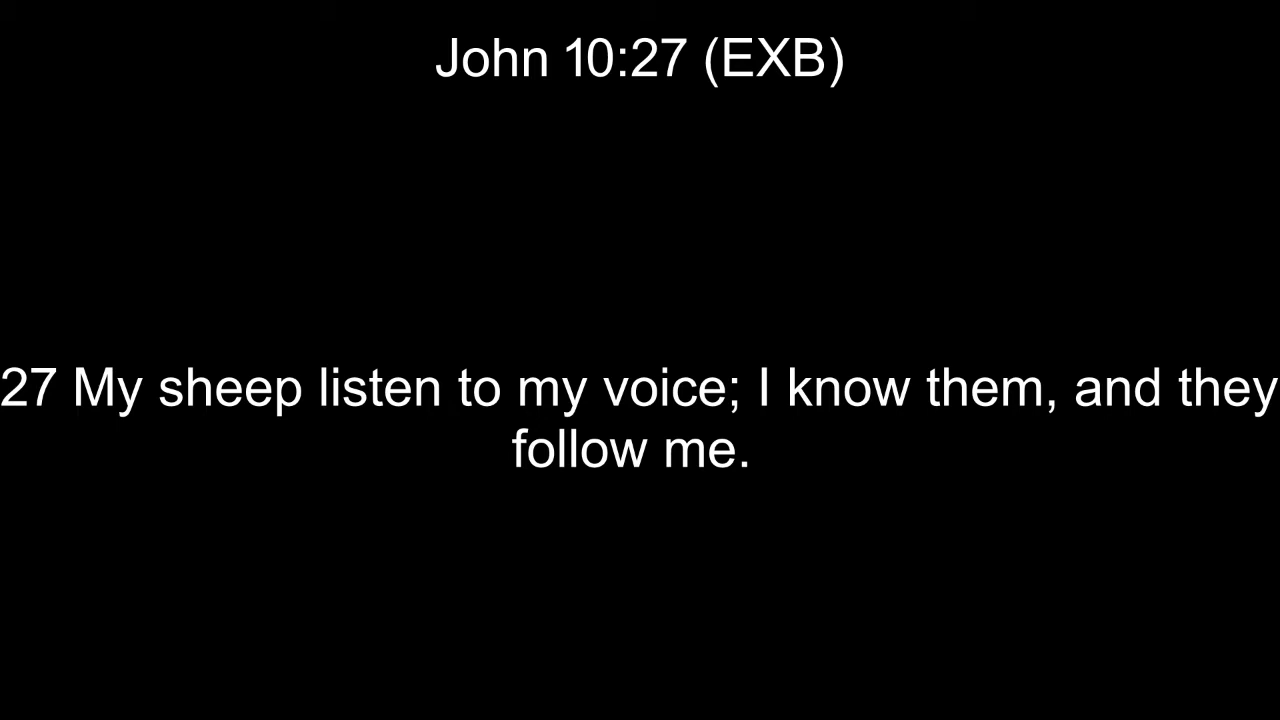 John 10:27 (EXB)
27 My sheep listen to my voice; I know them, and they
follow me.